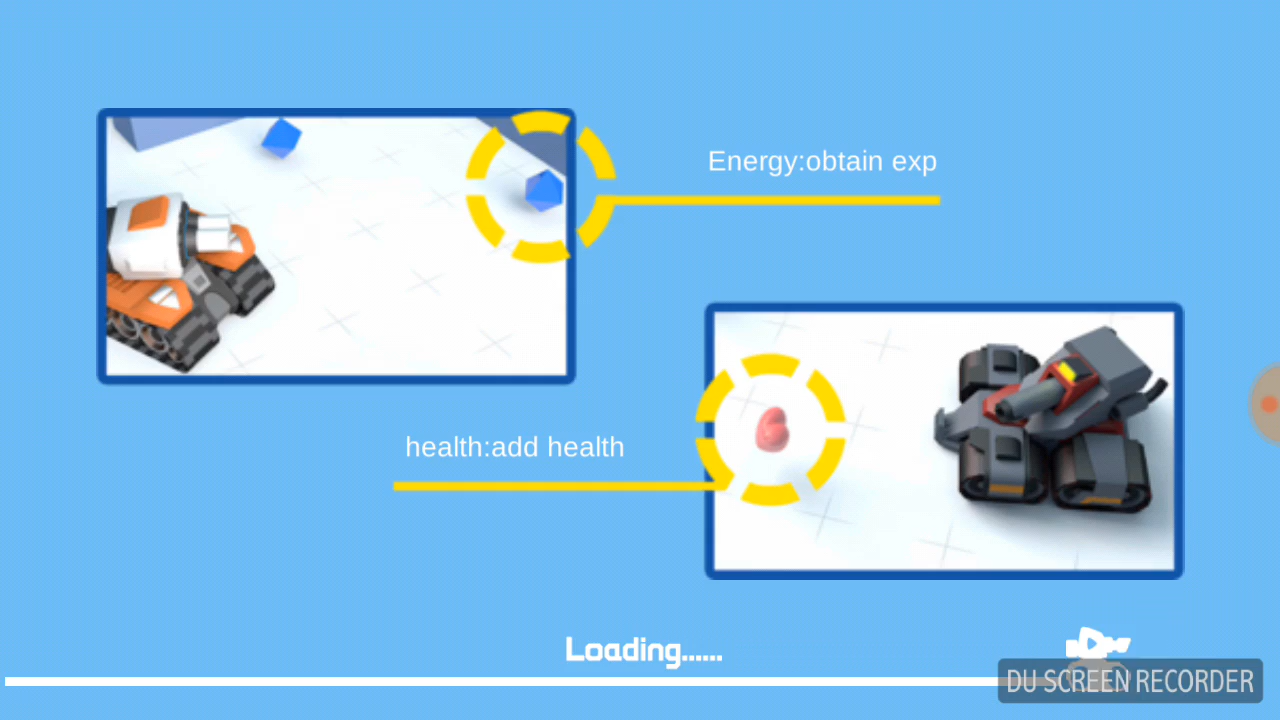 Energy:obtain exp
health:add health
Loading......
DU SCREEN RECORDER